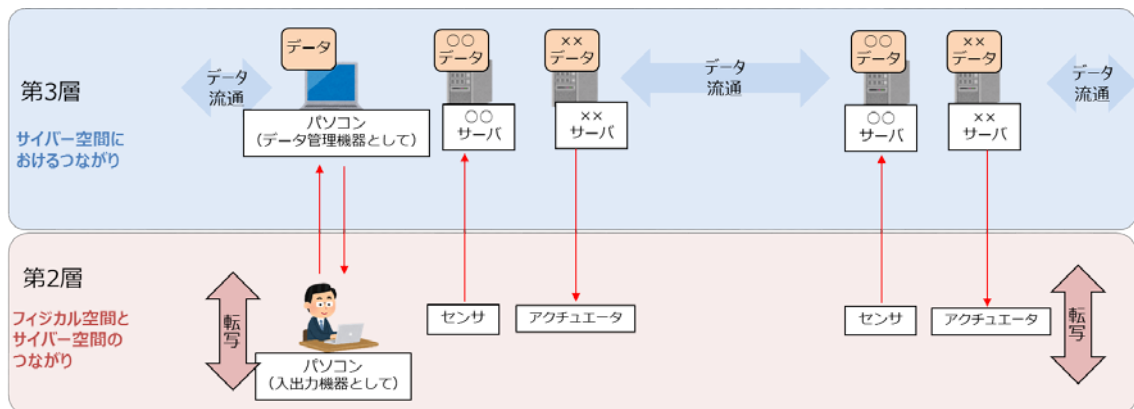 第3層
サイバー空間に
おけるつながり
データ
流通
データ
パソコン
(データ管理機器として)
○○
データ
○○
サーバ
××
データ
××
サーバ
データ
流通
○○
データ
○○
サーバ
××
データ
××
サーバ
データ
流通
第2層
フィジカル空間と
サイバー空間の
つながり
転写
パソコン
(入出力機器として)
センサ
アクチュエータ
センサ
アクチュエータ
転写